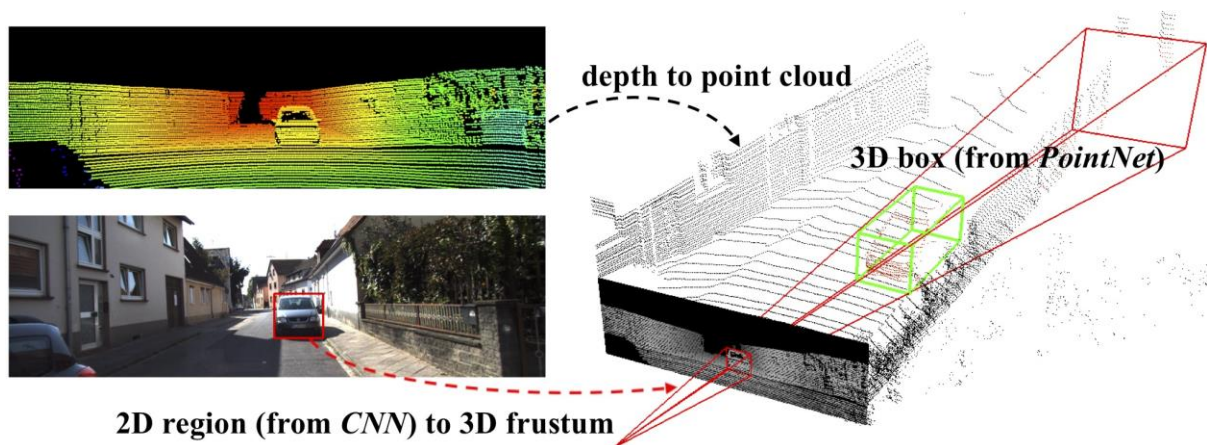 depth to point cloud
3D box (from PointNet)
2D region (from CNN) to 3D frustum